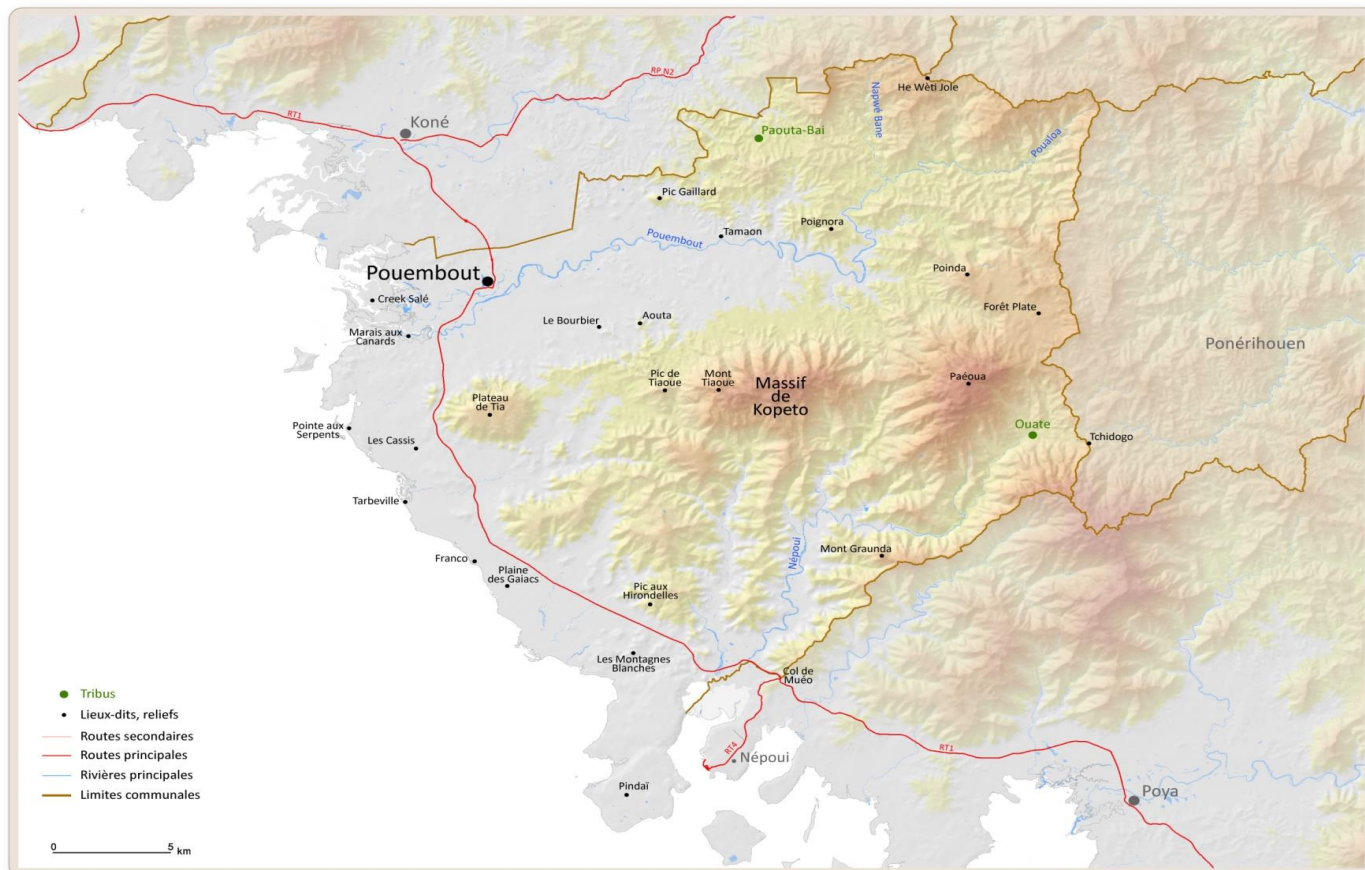 RP N2
He Wèti Jole
RT1
Koné
Napwé Bane
Paouta-Bai
Poualoa
Pic Gaillard
Poignora
Tamaon
Pouembout
Pouembout
Poinda
Creek Salé
Forêt Plate
Le Bourbier
Aouta
Marais aux
Canards
Ponérihouen
Pic de
Tiaoue
Mont
Tiaoue
Massif
de
Kopeto
Paéoua
Plateau
de Tia
Pointe aux
Serpents
Ouate
Les Cassis
Tchidogo
Tarbeville
Népoui
Mont Graunda
Franco
Plaine
des Gaiacs
Pic aux
Hirondelles
Les Montagnes
Blanches
Col de
Muéo
Tribus
Lieux-dits, reliefs
Routes secondaires
Routes principales
Rivières principales
Limites communales
RT4
RT1
Népoui
Pindaï
Poya
0 5 km